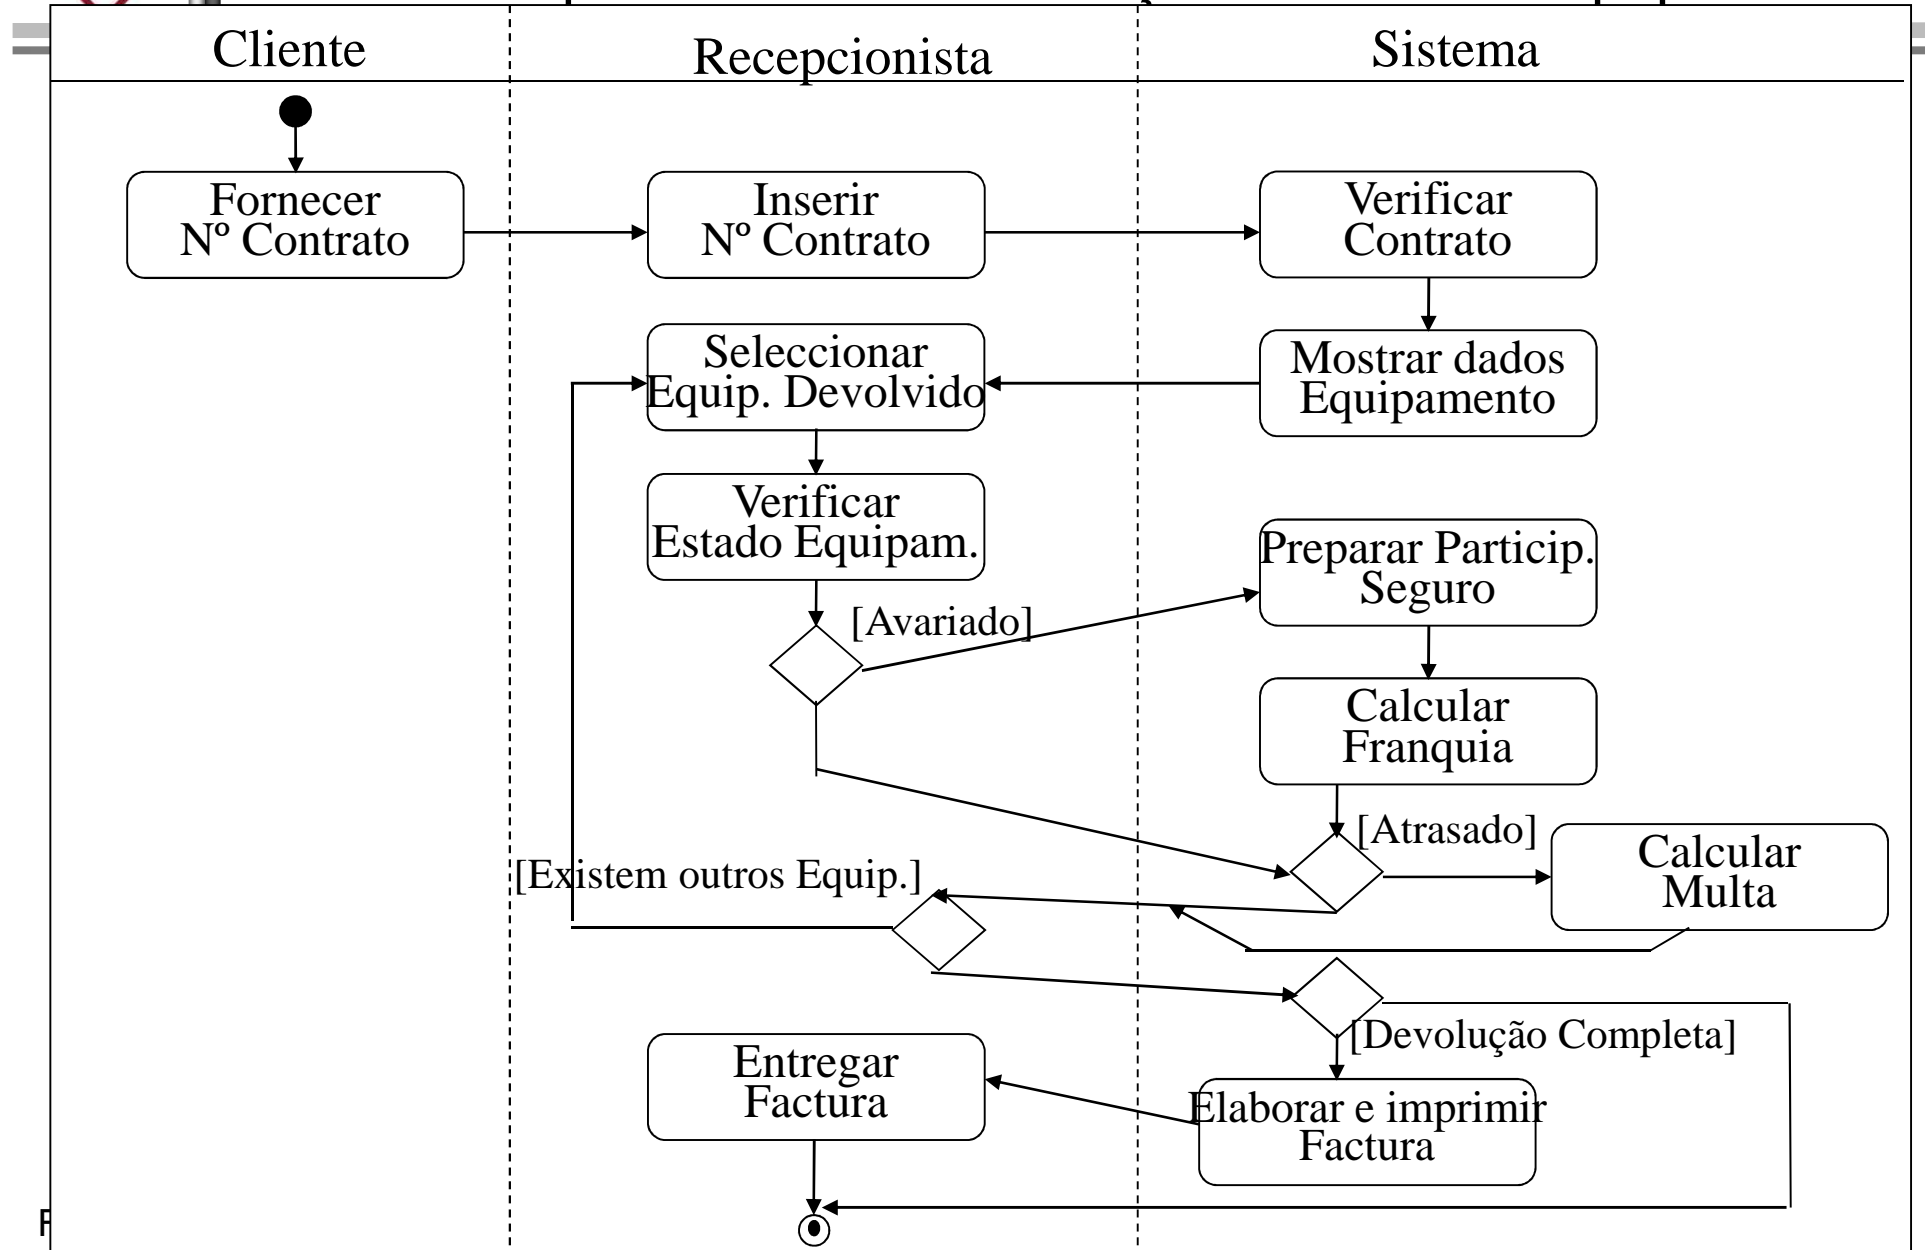 Cliente
Recepcionista
Sistema
Fornecer
Nº Contrato
Inserir
Nº Contrato
Verificar
Contrato
Seleccionar
Equip. Devolvido
Mostrar dados
Equipamento
Verificar
Estado Equipam.
Preparar Particip.
Seguro
[Avariado]
Calcular
Franquia
[Atrasado]
Calcular
Multa
[Existem outros Equip.]
[Devolução Completa]
Entregar
Factura
Elaborar e imprimir
Factura